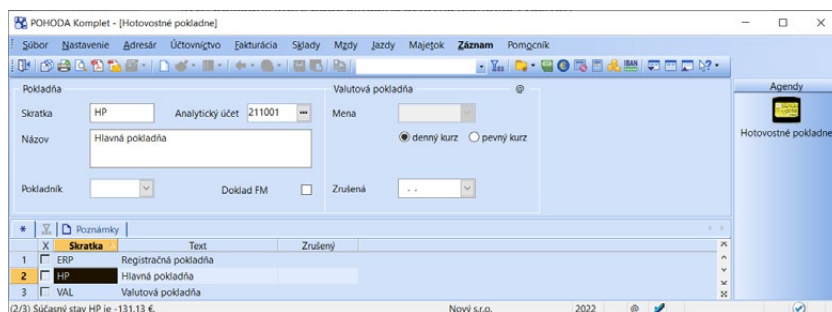 POHODA Komplet - [Hotovostné pokladne]
Súbor Nastavenie Adresár Účtovníctvo Fakturácia Sklady Mzdy Jazdy Majetok Záznam Pomocník
IBAN
Pokladňa Valutová pokladňa @ Agendy
Skratka HP Analytický účet 211001 Mena
Hotovostné pokladne
Názov Hlavná pokladňa denný kurz pevný kurz
Pokladník Doklad FM Zrušená . .
* Poznámky
X Skratka Text Zrušený
1 ERP Registračná pokladňa
2 HP Hlavná pokladňa
3 VAL Valutová pokladňa
(2/3) Súčasný stav HP je -131,13 €. Nový s.r.o. 2022 @